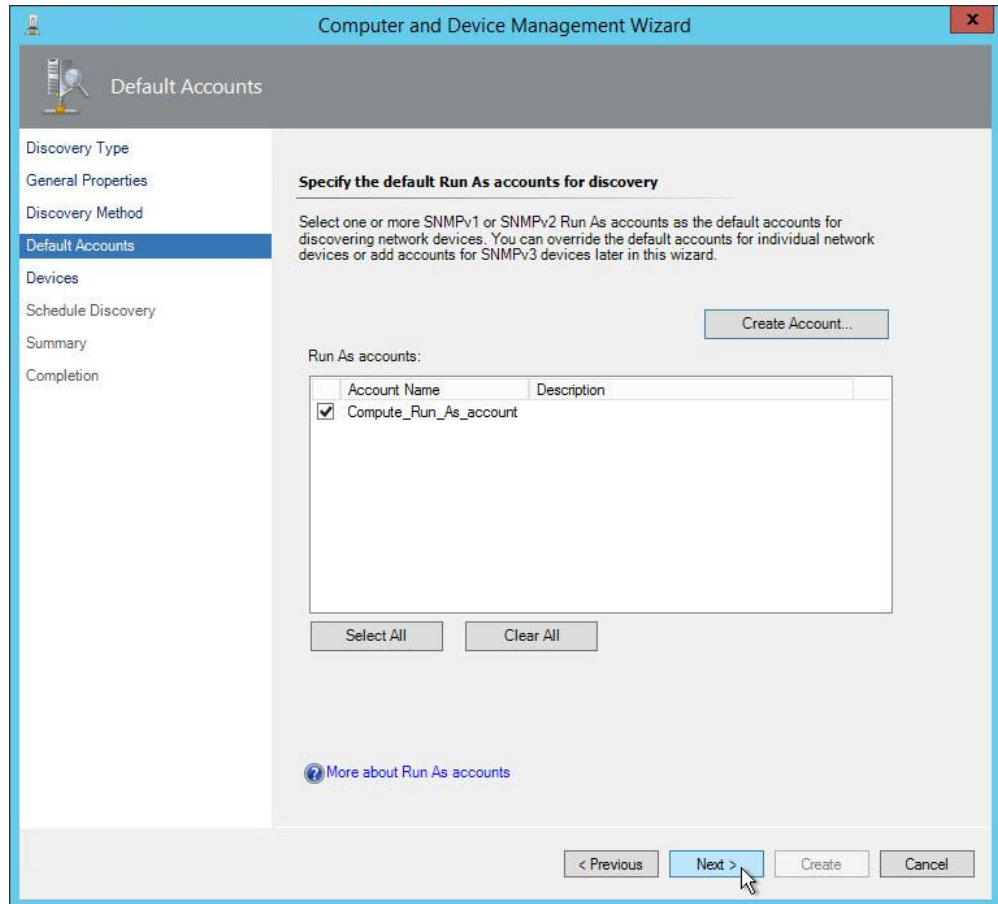 Computer and Device Management Wizard
x
Default Accounts
Discovery Type
General Properties
Discovery Method
Default Accounts
Devices
Schedule Discovery
Summary
Completion
Specify the default Run As accounts for discovery
Select one or more SNMPv1 or SNMPv2 Run As accounts as the default accounts for
discovering network devices. You can override the default accounts for individual network
devices or add accounts for SNMPv3 devices later in this wizard.
Create Account...
Run As accounts:
Account Name Description
Compute_Run_As_account
Select All Clear All
? More about Run As accounts
< Previous Next > Create Cancel